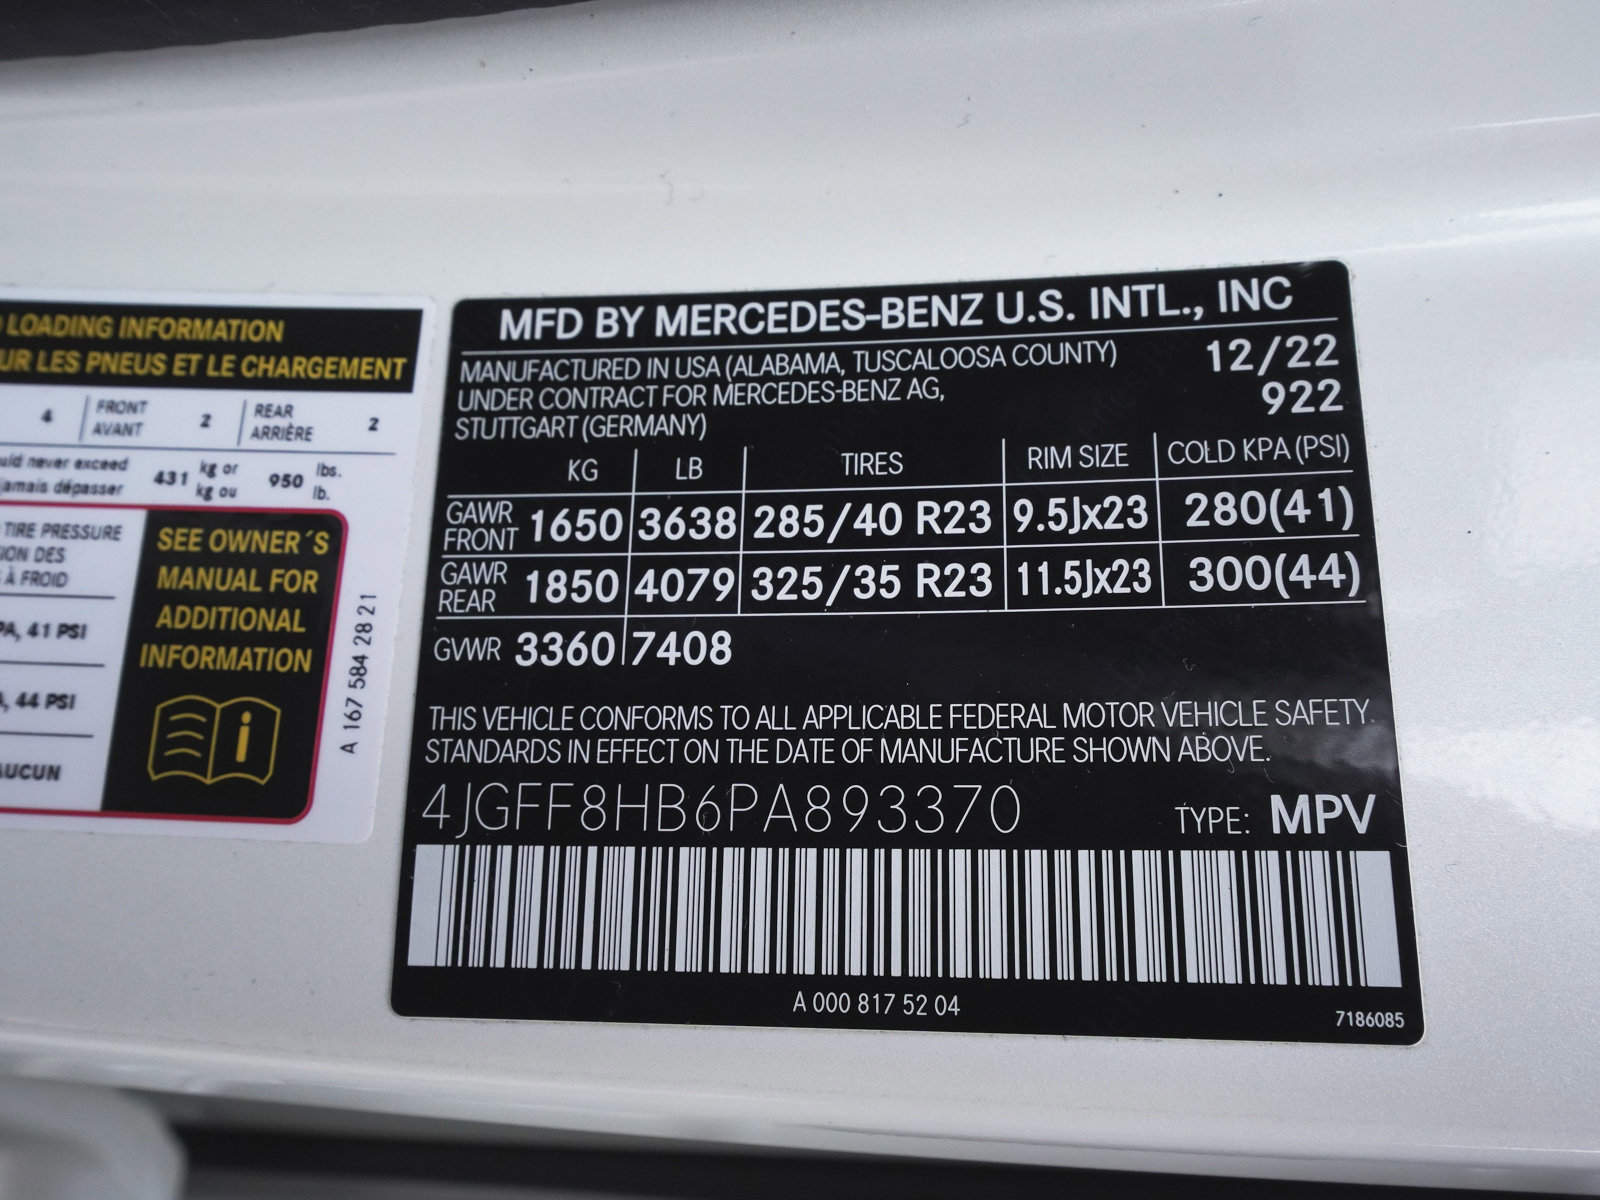 LOADING INFORMATION
UR LES PNEUS ET LE CHARGEMENT
4 FRONT AVANT 2 REAR ARRIÈRE 2
never exceed 431 kg or 950 lbs.
jamais dépasser kg ou lb.
TIRE PRESSURE
ION DES
À FROID
PA, 41 PSI
, 44 PSI
AUCUN
SEE OWNER´S
MANUAL FOR
ADDITIONAL
INFORMATION
A 167 584 28 21
MFD BY MERCEDES-BENZ U.S. INTL., INC
MANUFACTURED IN USA (ALABAMA, TUSCALOOSA COUNTY) 12/22
UNDER CONTRACT FOR MERCEDES-BENZ AG, 922
STUTTGART (GERMANY)
KG LB TIRES RIM SIZE COLD KPA (PSI)
GAWR FRONT 1650 3638 285/40 R23 9.5Jx23 280(41)
GAWR REAR 1850 4079 325/35 R23 11.5Jx23 300(44)
GVWR 3360 7408
THIS VEHICLE CONFORMS TO ALL APPLICABLE FEDERAL MOTOR VEHICLE SAFETY.
STANDARDS IN EFFECT ON THE DATE OF MANUFACTURE SHOWN ABOVE.
4JGFF8HB6PA893370 TYPE: MPV
A 000 817 52 04
7186085